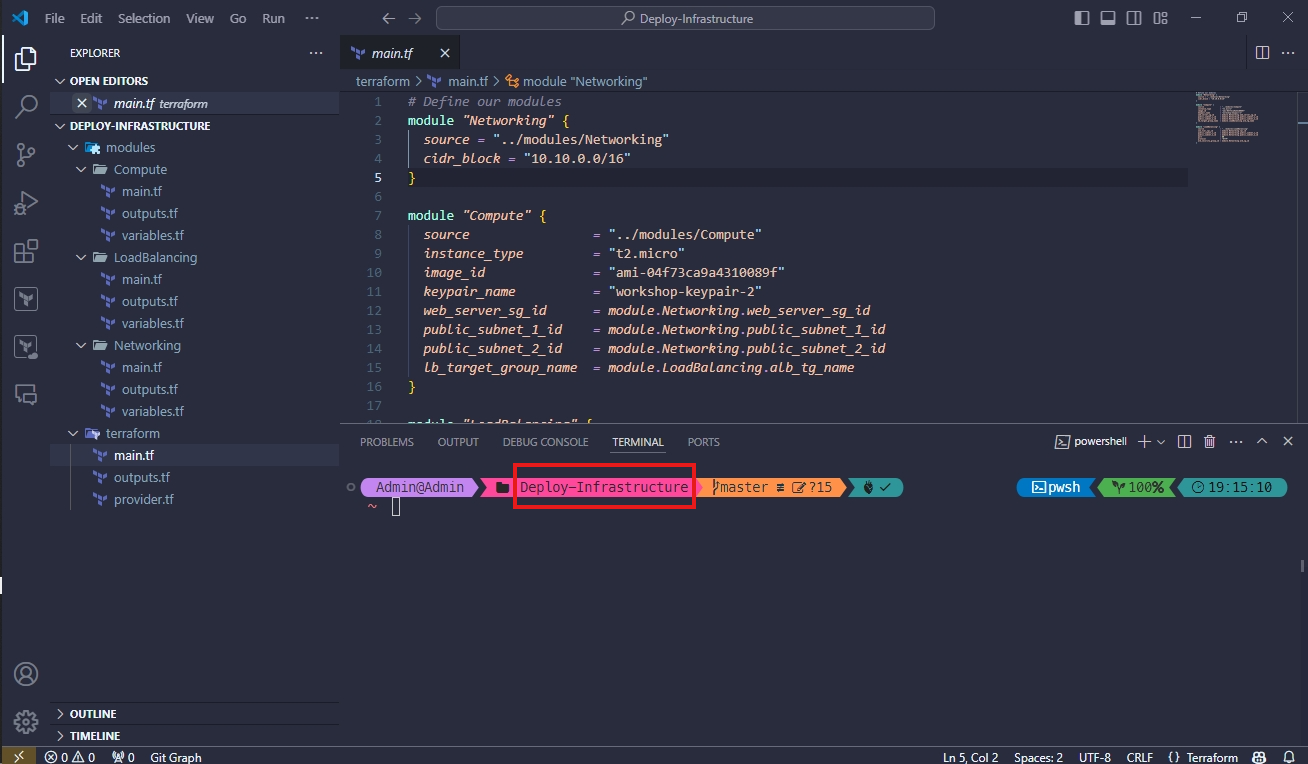 File Edit Selection View Go Run ··· Deploy-Infrastructure
EXPLORER ···
OPEN EDITORS
main.tf terraform
DEPLOY-INFRASTRUCTURE
modules
Compute
main.tf
outputs.tf
variables.tf
LoadBalancing
main.tf
outputs.tf
variables.tf
Networking
main.tf
outputs.tf
variables.tf
terraform
main.tf
outputs.tf
provider.tf
OUTLINE
TIMELINE
main.tf
terraform > main.tf > module "Networking"
1 # Define our modules
2 module "Networking" {
3 source = "../modules/Networking"
4 cidr_block = "10.10.0.0/16"
5 }
6
7 module "Compute" {
8 source = "../modules/Compute"
9 instance_type = "t2.micro"
10 image_id = "ami-04f73ca9a4310089f"
11 keypair_name = "workshop-keypair-2"
12 web_server_sg_id = module.Networking.web_server_sg_id
13 public_subnet_1_id = module.Networking.public_subnet_1_id
14 public_subnet_2_id = module.Networking.public_subnet_2_id
15 lb_target_group_name = module.LoadBalancing.alb_tg_name
16 }
17
18 module "LoadBalancing" {
PROBLEMS OUTPUT DEBUG CONSOLE TERMINAL PORTS powershell
Admin@Admin Deploy-Infrastructure master ≢ ?15 ✓ pwsh 100% 19:15:10
~
0 0 0 Git Graph Ln 5, Col 2 Spaces: 2 UTF-8 CRLF {} Terraform